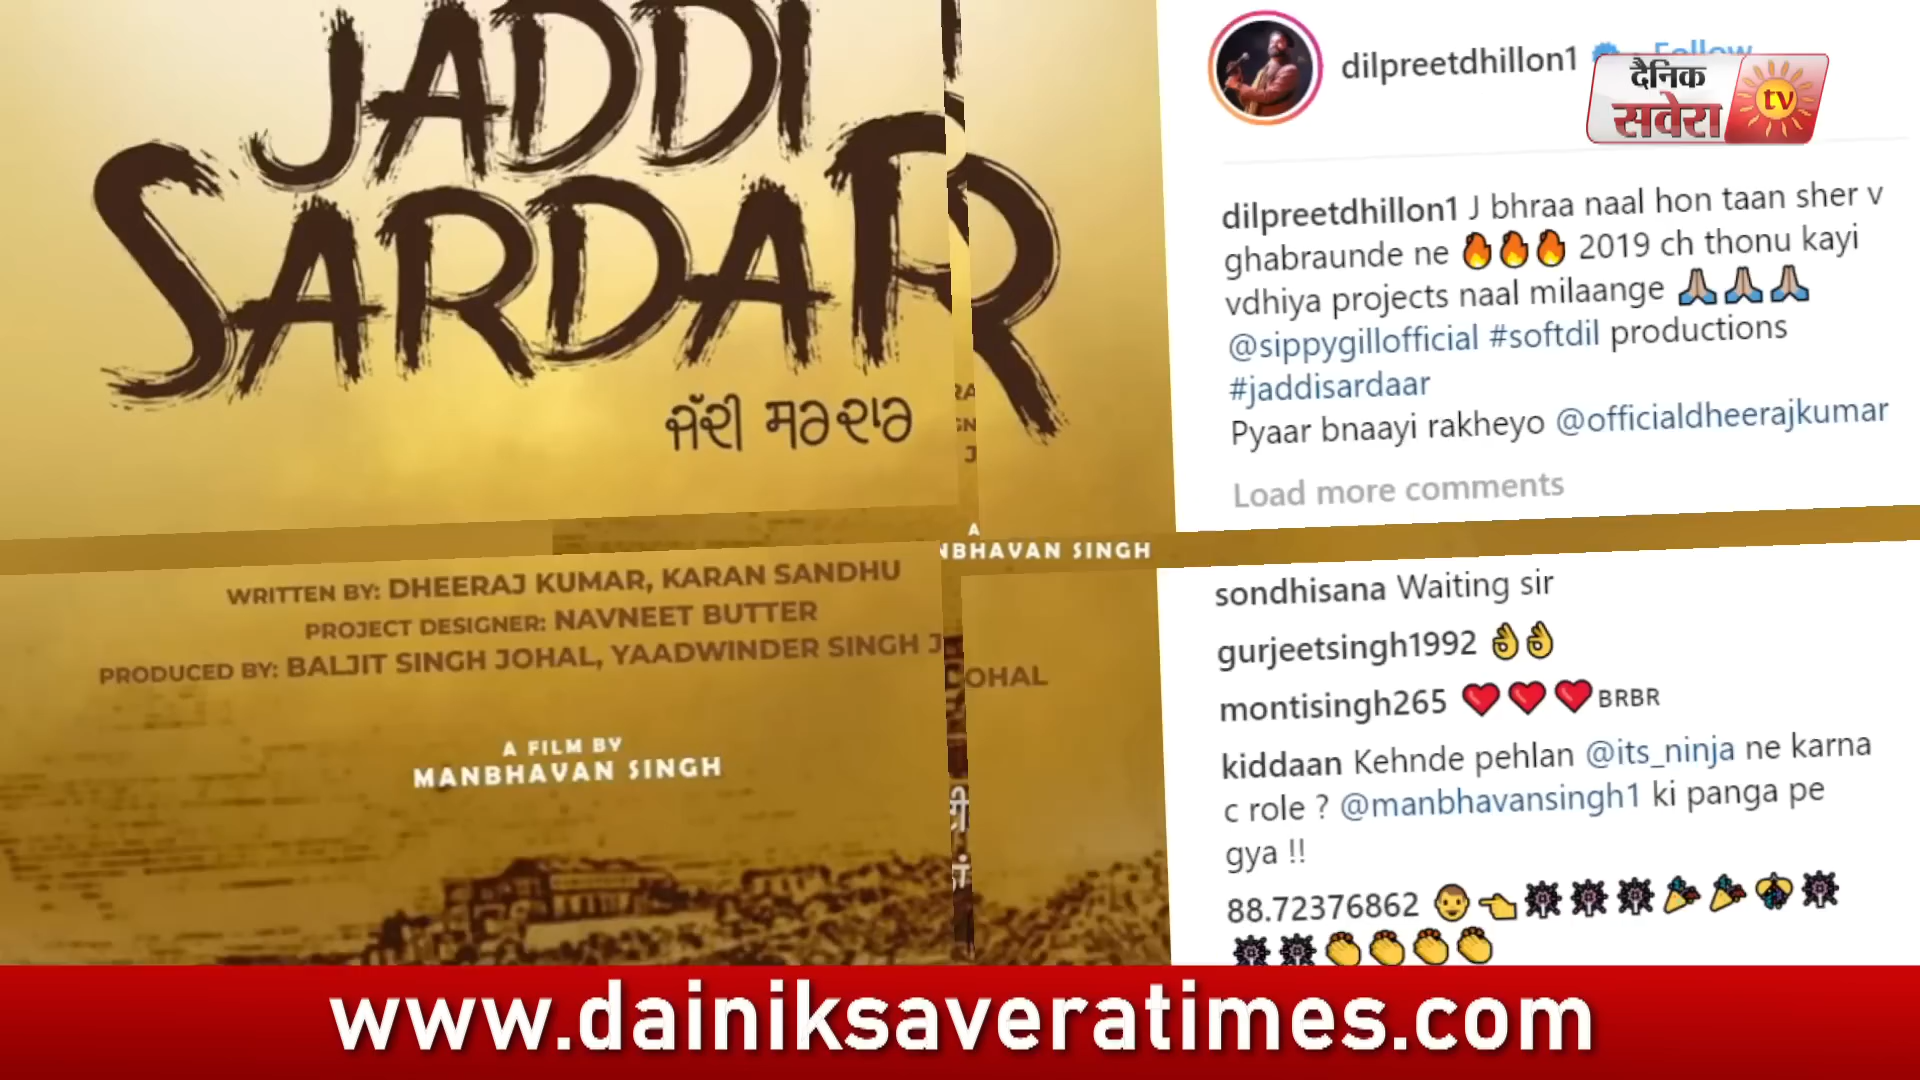 JADDI
SARDAR
ਜੱਦੀ ਸਰਦਾਰ
WRITTEN BY: DHEERAJ KUMAR, KARAN SANDHU
PROJECT DESIGNER: NAVNEET BUTTER
PRODUCED BY: BALJIT SINGH JOHAL, YAADWINDER SINGH J
OHAL
A FILM BY
MANBHAVAN SINGH
A
NBHAVAN SINGH
dilpreetdhillon1 Follow
दैनिक
सवेरा tv
dilpreetdhillon1 J bhraa naal hon taan sher v
ghabraunde ne 🔥🔥🔥 2019 ch thonu kayi
vdhiya projects naal milaange 🙏🙏🙏
@sippygillofficial #softdil productions
#jaddisardaar
Pyaar bnaayi rakheyo @officialdheerajkumar
Load more comments
sondhisana Waiting sir
gurjeetsingh1992 👌👌
montisingh265 ❤️❤️❤️BRBR
kiddaan Kehnde pehlan @its_ninja ne karna
c role ? @manbhavansingh1 ki panga pe
gya !!
88.72376862
www.dainiksaveratimes.com